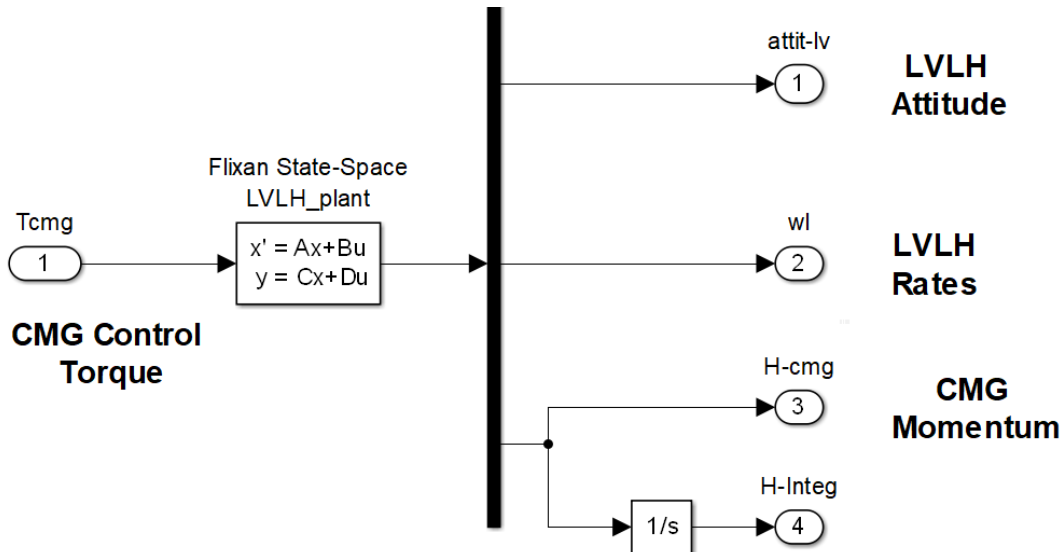 attit-lv
1
LVLH
Attitude
Flixan State-Space
LVLH_plant
Tcmg
1
x' = Ax+Bu
y = Cx+Du
wl
2
LVLH
Rates
CMG Control
Torque
H-cmg
3
CMG
Momentum
H-Integ
1/s
4